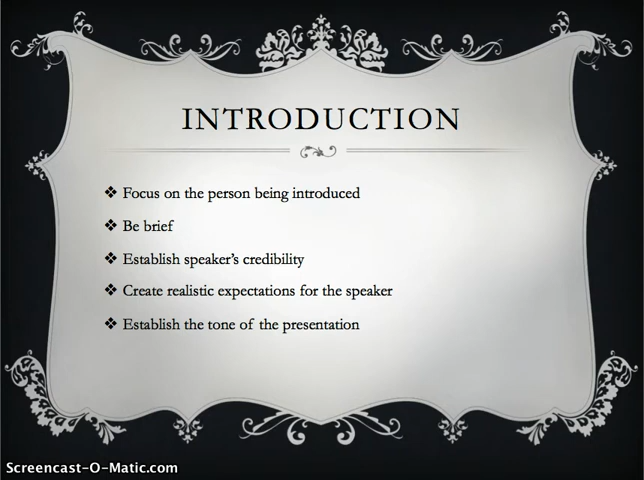 INTRODUCTION
❖ Focus on the person being introduced
❖ Be brief
❖ Establish speaker's credibility
❖ Create realistic expectations for the speaker
❖ Establish the tone of the presentation
Screencast-O-Matic.com